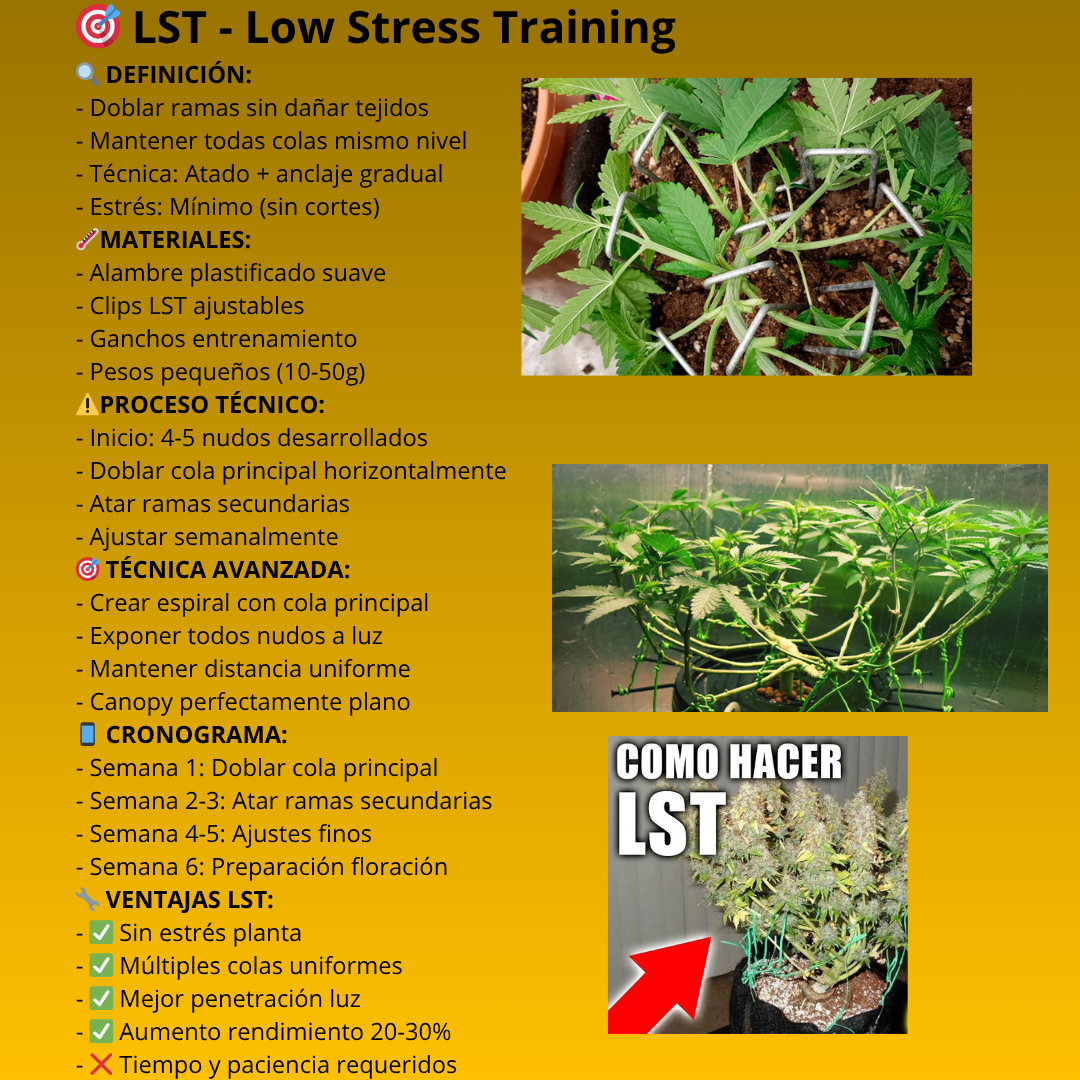 🎯 LST - Low Stress Training
🔍 DEFINICIÓN:
- Doblar ramas sin dañar tejidos
- Mantener todas colas mismo nivel
- Técnica: Atado + anclaje gradual
- Estrés: Mínimo (sin cortes)
🌡️MATERIALES:
- Alambre plastificado suave
- Clips LST ajustables
- Ganchos entrenamiento
- Pesos pequeños (10-50g)
⚠️PROCESO TÉCNICO:
- Inicio: 4-5 nudos desarrollados
- Doblar cola principal horizontalmente
- Atar ramas secundarias
- Ajustar semanalmente
🎯 TÉCNICA AVANZADA:
- Crear espiral con cola principal
- Exponer todos nudos a luz
- Mantener distancia uniforme
- Canopy perfectamente plano
📱 CRONOGRAMA:
- Semana 1: Doblar cola principal
- Semana 2-3: Atar ramas secundarias
- Semana 4-5: Ajustes finos
- Semana 6: Preparación floración
🔧 VENTAJAS LST:
- ✅ Sin estrés planta
- ✅ Múltiples colas uniformes
- ✅ Mejor penetración luz
- ✅ Aumento rendimiento 20-30%
- ❌ Tiempo y paciencia requeridos
COMO HACER
LST